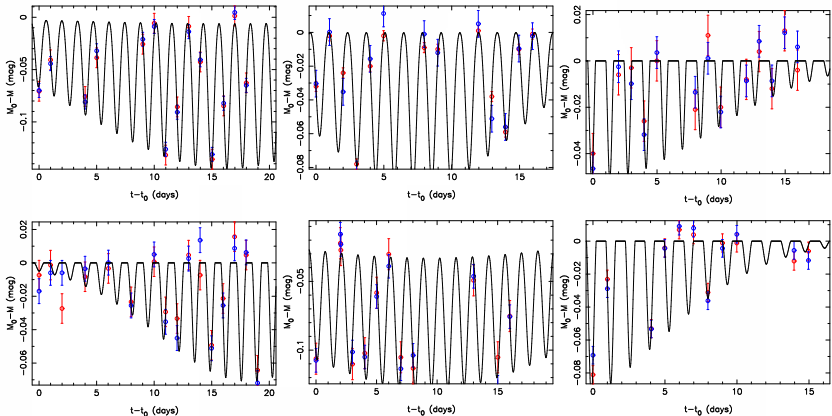 0 −0.05 −0.1 M₀−M (mag) 0 5 10 15 20 t−t₀ (days)
0 −0.02 −0.04 −0.06 −0.08 M₀−M (mag) 0 5 10 15 t−t₀ (days)
0.02 0 −0.02 −0.04 M₀−M (mag) 0 5 10 15 t−t₀ (days)
0.02 0 −0.02 −0.04 −0.06 M₀−M (mag) 0 5 10 15 20 t−t₀ (days)
−0.05 −0.1 M₀−M (mag) 0 5 10 15 t−t₀ (days)
0 −0.02 −0.04 −0.06 −0.08 M₀−M (mag) 0 5 10 15 t−t₀ (days)